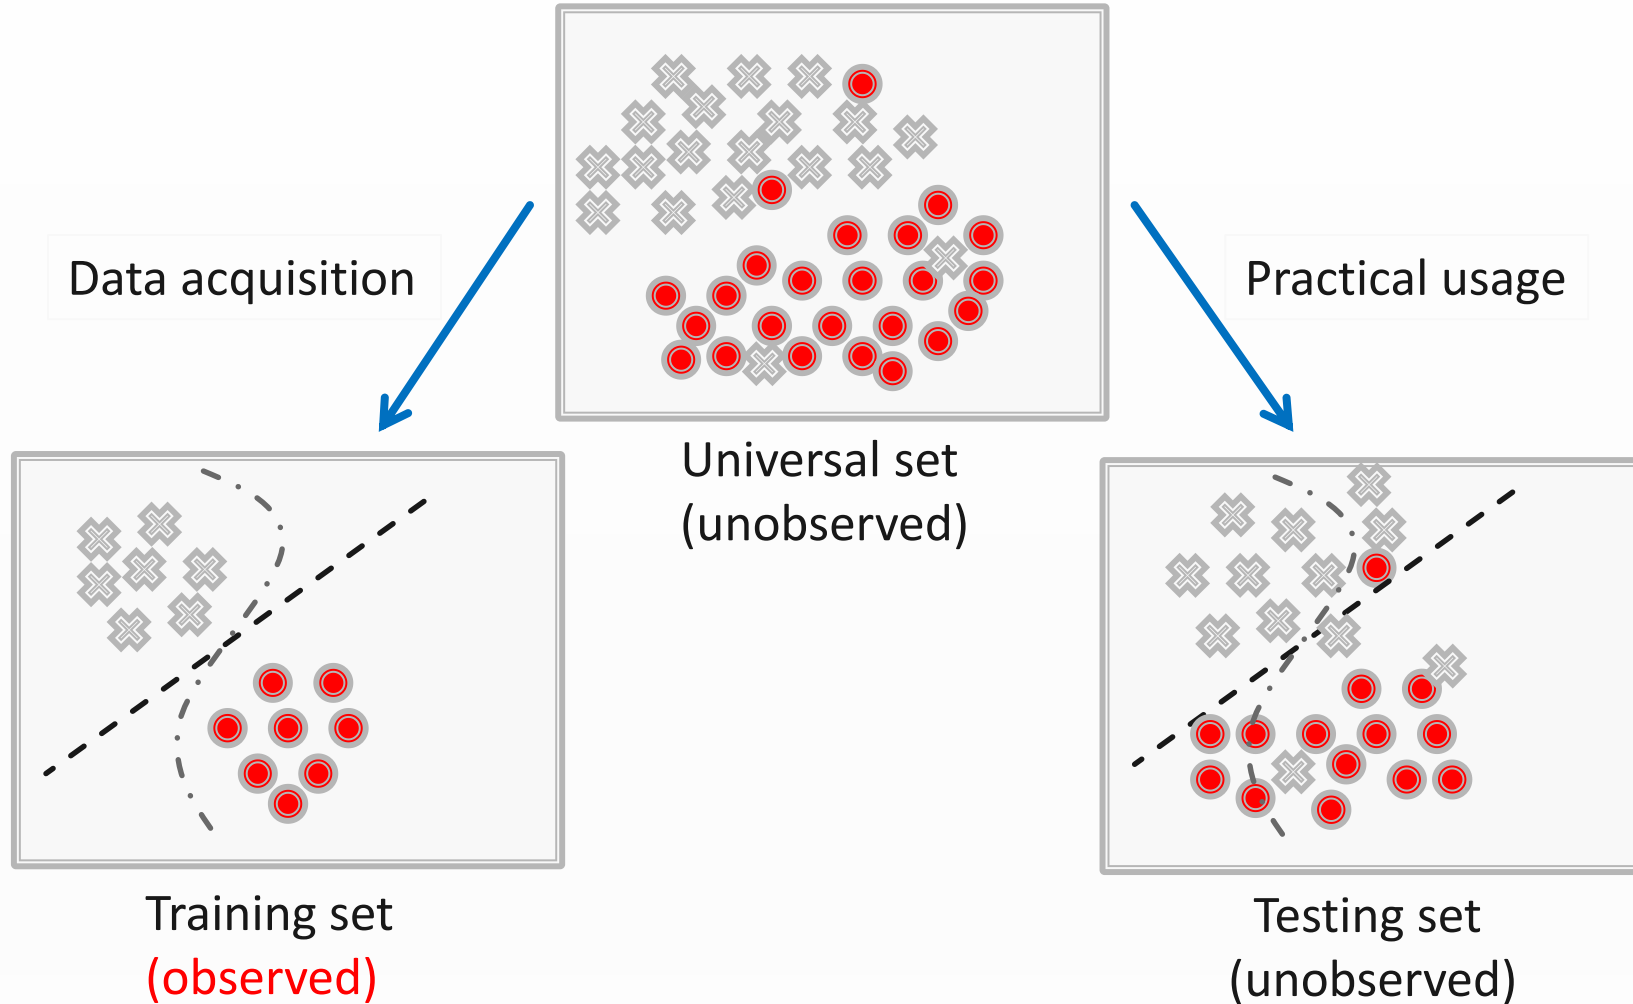 Data acquisition
Practical usage
Universal set
(unobserved)
Training set
(observed)
Testing set
(unobserved)